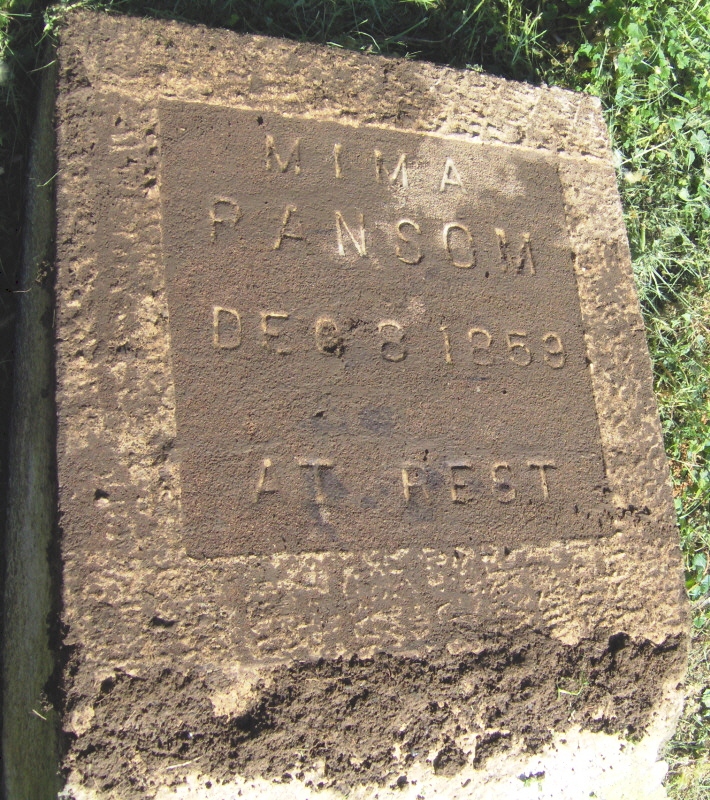 MIMA
RANSOM
DEC 8 1859
AT REST